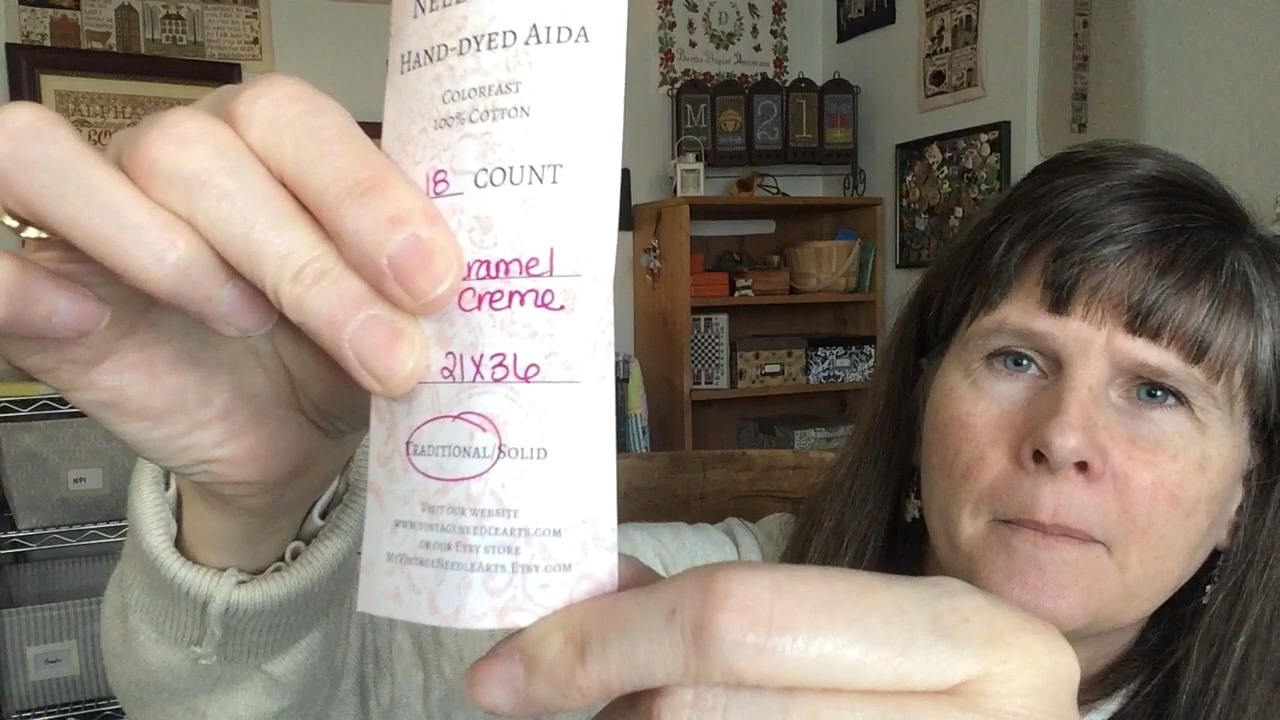 HAND-DYED AIDA
COLORFAST
100% COTTON
18 COUNT
ramel
Creme
21X36
TRADITIONAL/SOLID
VISIT OUR WEBSITE
WWW.VINTAGENEEDLEARTS.COM
OR OUR ETSY STORE
MYVINTAGENEEDLEARTS.ETSY.COM
M 21